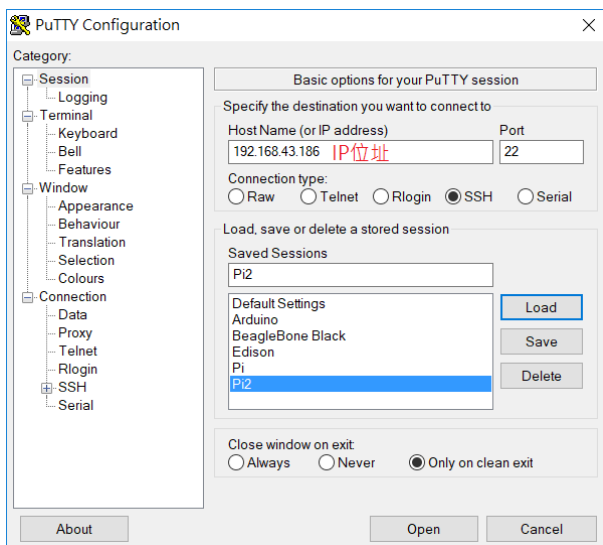 PuTTY Configuration
Category:
Session
Logging
Terminal
Keyboard
Bell
Features
Window
Appearance
Behaviour
Translation
Selection
Colours
Connection
Data
Proxy
Telnet
Rlogin
SSH
Serial
Basic options for your PuTTY session
Specify the destination you want to connect to
Host Name (or IP address) Port
192.168.43.186 IP位址 22
Connection type:
Raw Telnet Rlogin SSH Serial
Load, save or delete a stored session
Saved Sessions
Pi2
Default Settings
Arduino
BeagleBone Black
Edison
Pi
Pi2
Load
Save
Delete
Close window on exit:
Always Never Only on clean exit
About Open Cancel